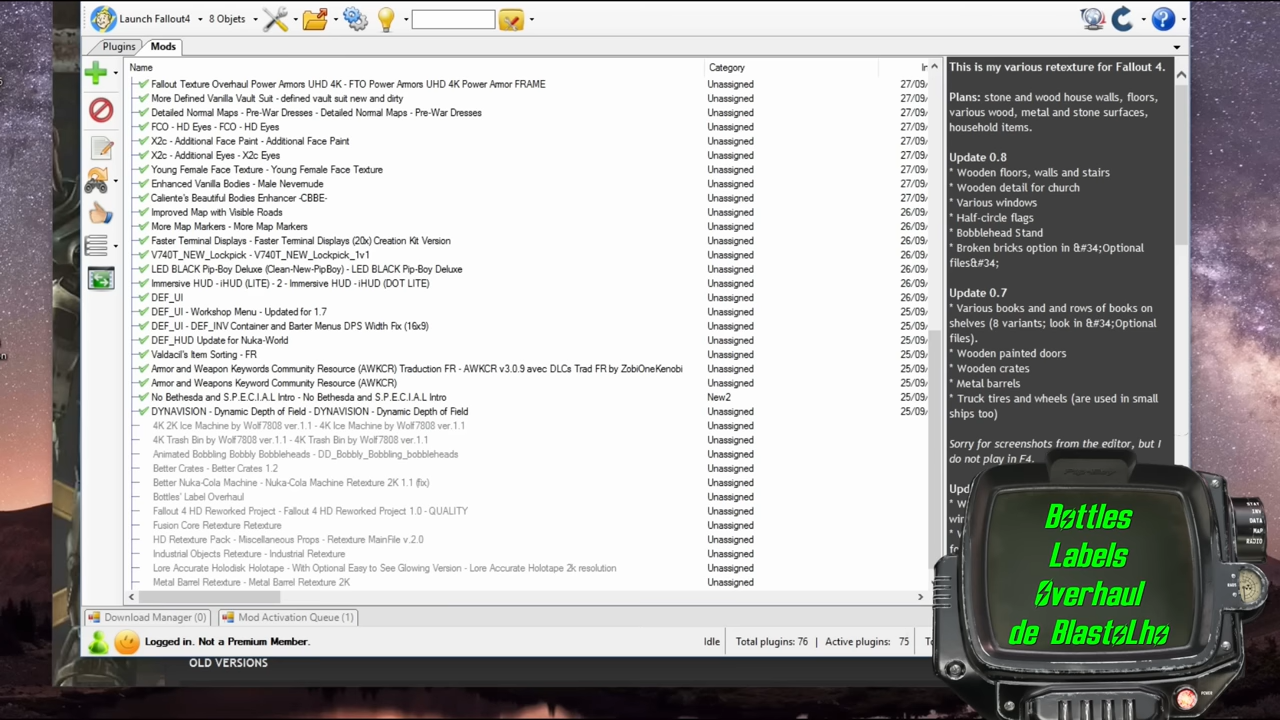 Launch Fallout4
8 Objets
Plugins
Mods
Name
Category
Fallout Texture Overhaul Power Armors UHD 4K - FTO Power Armors UHD 4K Power Armor FRAME Unassigned 27/09/
More Defined Vanilla Vault Suit - defined vault suit new and dirty Unassigned 27/09/
Detailed Normal Maps - Pre-War Dresses - Detailed Normal Maps - Pre-War Dresses Unassigned 27/09/
FCO - HD Eyes - FCO - HD Eyes Unassigned 27/09/
X2c - Additional Face Paint - Additional Face Paint Unassigned 27/09/
X2c - Additional Eyes - X2c Eyes Unassigned 27/09/
Young Female Face Texture - Young Female Face Texture Unassigned 27/09/
Enhanced Vanilla Bodies - Male Nevernude Unassigned 27/09/
Caliente's Beautiful Bodies Enhancer -CBBE- Unassigned 27/09/
Improved Map with Visible Roads Unassigned 26/09/
More Map Markers - More Map Markers Unassigned 26/09/
Faster Terminal Displays - Faster Terminal Displays (20x) Creation Kit Version Unassigned 26/09/
V740T_NEW_Lockpick - V740T_NEW_Lockpick_1v1 Unassigned 26/09/
LED BLACK Pip-Boy Deluxe (Clean-New-PipBoy) - LED BLACK Pip-Boy Deluxe Unassigned 26/09/
Immersive HUD - iHUD (LITE) - 2 - Immersive HUD - iHUD (DOT LITE) Unassigned 26/09/
DEF_UI Unassigned 26/09/
DEF_UI - Workshop Menu - Updated for 1.7 Unassigned 25/09/
DEF_UI - DEF_INV Container and Barter Menus DPS Width Fix (16x9) Unassigned 25/09/
DEF_HUD Update for Nuka-World Unassigned 25/09/
Valdacil's Item Sorting - FR Unassigned 25/09/
Armor and Weapons Keywords Community Resource (AWKCR) Traduction FR - AWKCR v3.0.9 avec DLCs Trad FR by ZobiOneKenobi Unassigned 25/09/
Armor and Weapons Keyword Community Resource (AWKCR) Unassigned 25/09/
No Bethesda and S.P.E.C.I.A.L Intro - No Bethesda and S.P.E.C.I.A.L Intro New2 25/09/
DYNAVISION - Dynamic Depth of Field - DYNAVISION - Dynamic Depth of Field Unassigned 25/09/
4K 2K Ice Machine by Wolf7808 ver.1.1 - 4K Ice Machine by Wolf7808 ver.1.1 Unassigned
4K Trash Bin by Wolf7808 ver.1.1 - 4K Trash Bin by Wolf7808 ver.1.1 Unassigned
Animated Bobbling Bobbly Bobbleheads - DD_Bobbly_Bobbling_bobbleheads Unassigned
Better Crates - Better Crates 1.2 Unassigned
Better Nuka-Cola Machine - Nuka-Cola Machine Retexture 2K 1.1 (fix) Unassigned
Bottles' Label Overhaul Unassigned
Fallout 4 HD Reworked Project - Fallout 4 HD Reworked Project 1.0 - QUALITY Unassigned
Fusion Core Retexture Retexture Unassigned
HD Retexture Pack - Miscellaneous Props - Retexture MainFile v.2.0 Unassigned
Industrial Objects Retexture - Industrial Retexture Unassigned
Lore Accurate Holodisk Holotape - With Optional Easy to See Glowing Version - Lore Accurate Holotape 2k resolution Unassigned
Metal Barrel Retexture - Metal Barrel Retexture 2K Unassigned
Download Manager (0)
Mod Activation Queue (1)
Logged in. Not a Premium Member.
Idle
Total plugins: 76
Active plugins: 75
OLD VERSIONS
This is my various retexture for Fallout 4.
Plans: stone and wood house walls, floors,
various wood, metal and stone surfaces,
household items.
Update 0.8
* Wooden floors, walls and stairs
* Wooden detail for church
* Various windows
* Half-circle flags
* Bobblehead Stand
* Broken bricks option in &#34;Optional
files&#34;
Update 0.7
* Various books and and rows of books on
shelves (8 variants; look in &#34;Optional
files).
* Wooden painted doors
* Wooden crates
* Metal barrels
* Truck tires and wheels (are used in small
ships too)
Sorry for screenshots from the editor, but I
do not play in F4.
Bottles
Labels
Overhaul
de BlastoLho
STAT
INV
DATA
MAP
RADIO
POWER